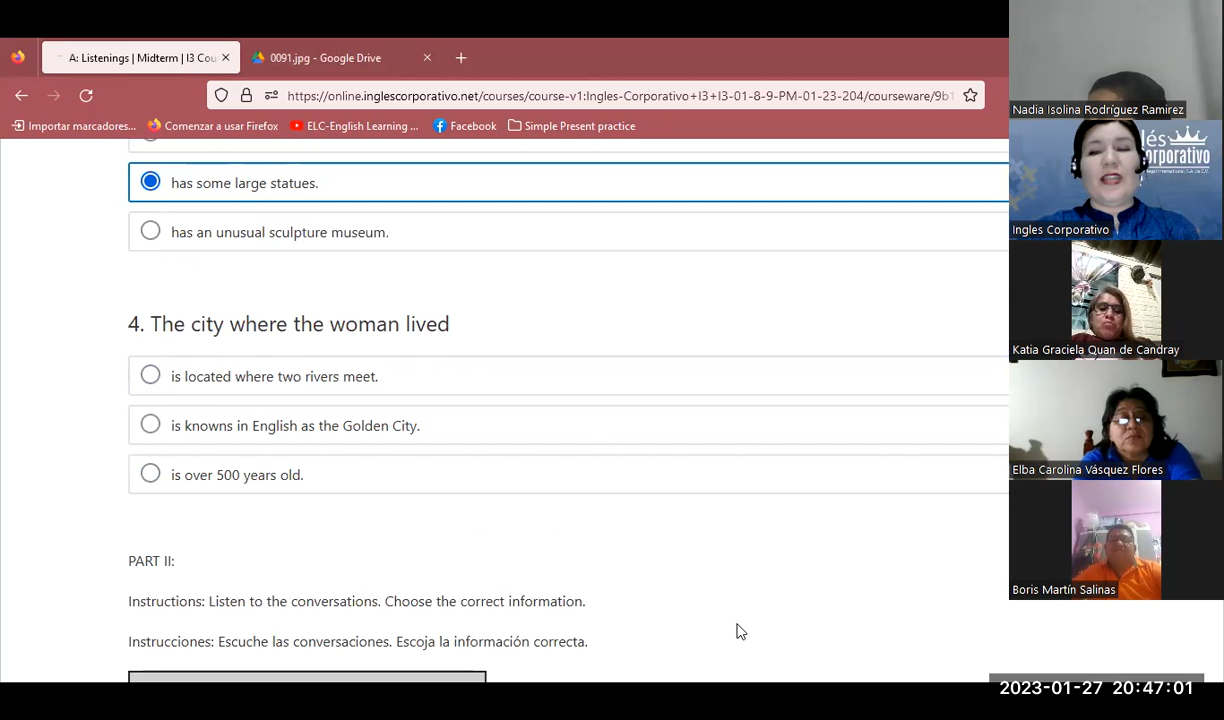 A: Listenings | Midterm | I3 Cou
0091.jpg - Google Drive
https://online.inglescorporativo.net/courses/course-v1:Ingles-Corporativo+I3+I3-01-8-9-PM-01-23-204/courseware/9b1
Importar marcadores...
Comenzar a usar Firefox
ELC-English Learning ...
Facebook
Simple Present practice
has some large statues.
has an unusual sculpture museum.
4. The city where the woman lived
is located where two rivers meet.
is knowns in English as the Golden City.
is over 500 years old.
PART II:
Instructions: Listen to the conversations. Choose the correct information.
Instrucciones: Escuche las conversaciones. Escoja la información correcta.
Nadia Isolina Rodríguez Ramirez
lés
orporativo
Ingles Corporativo
Katia Graciela Quan de Candray
Elba Carolina Vásquez Flores
Boris Martín Salinas
2023-01-27 20:47:01